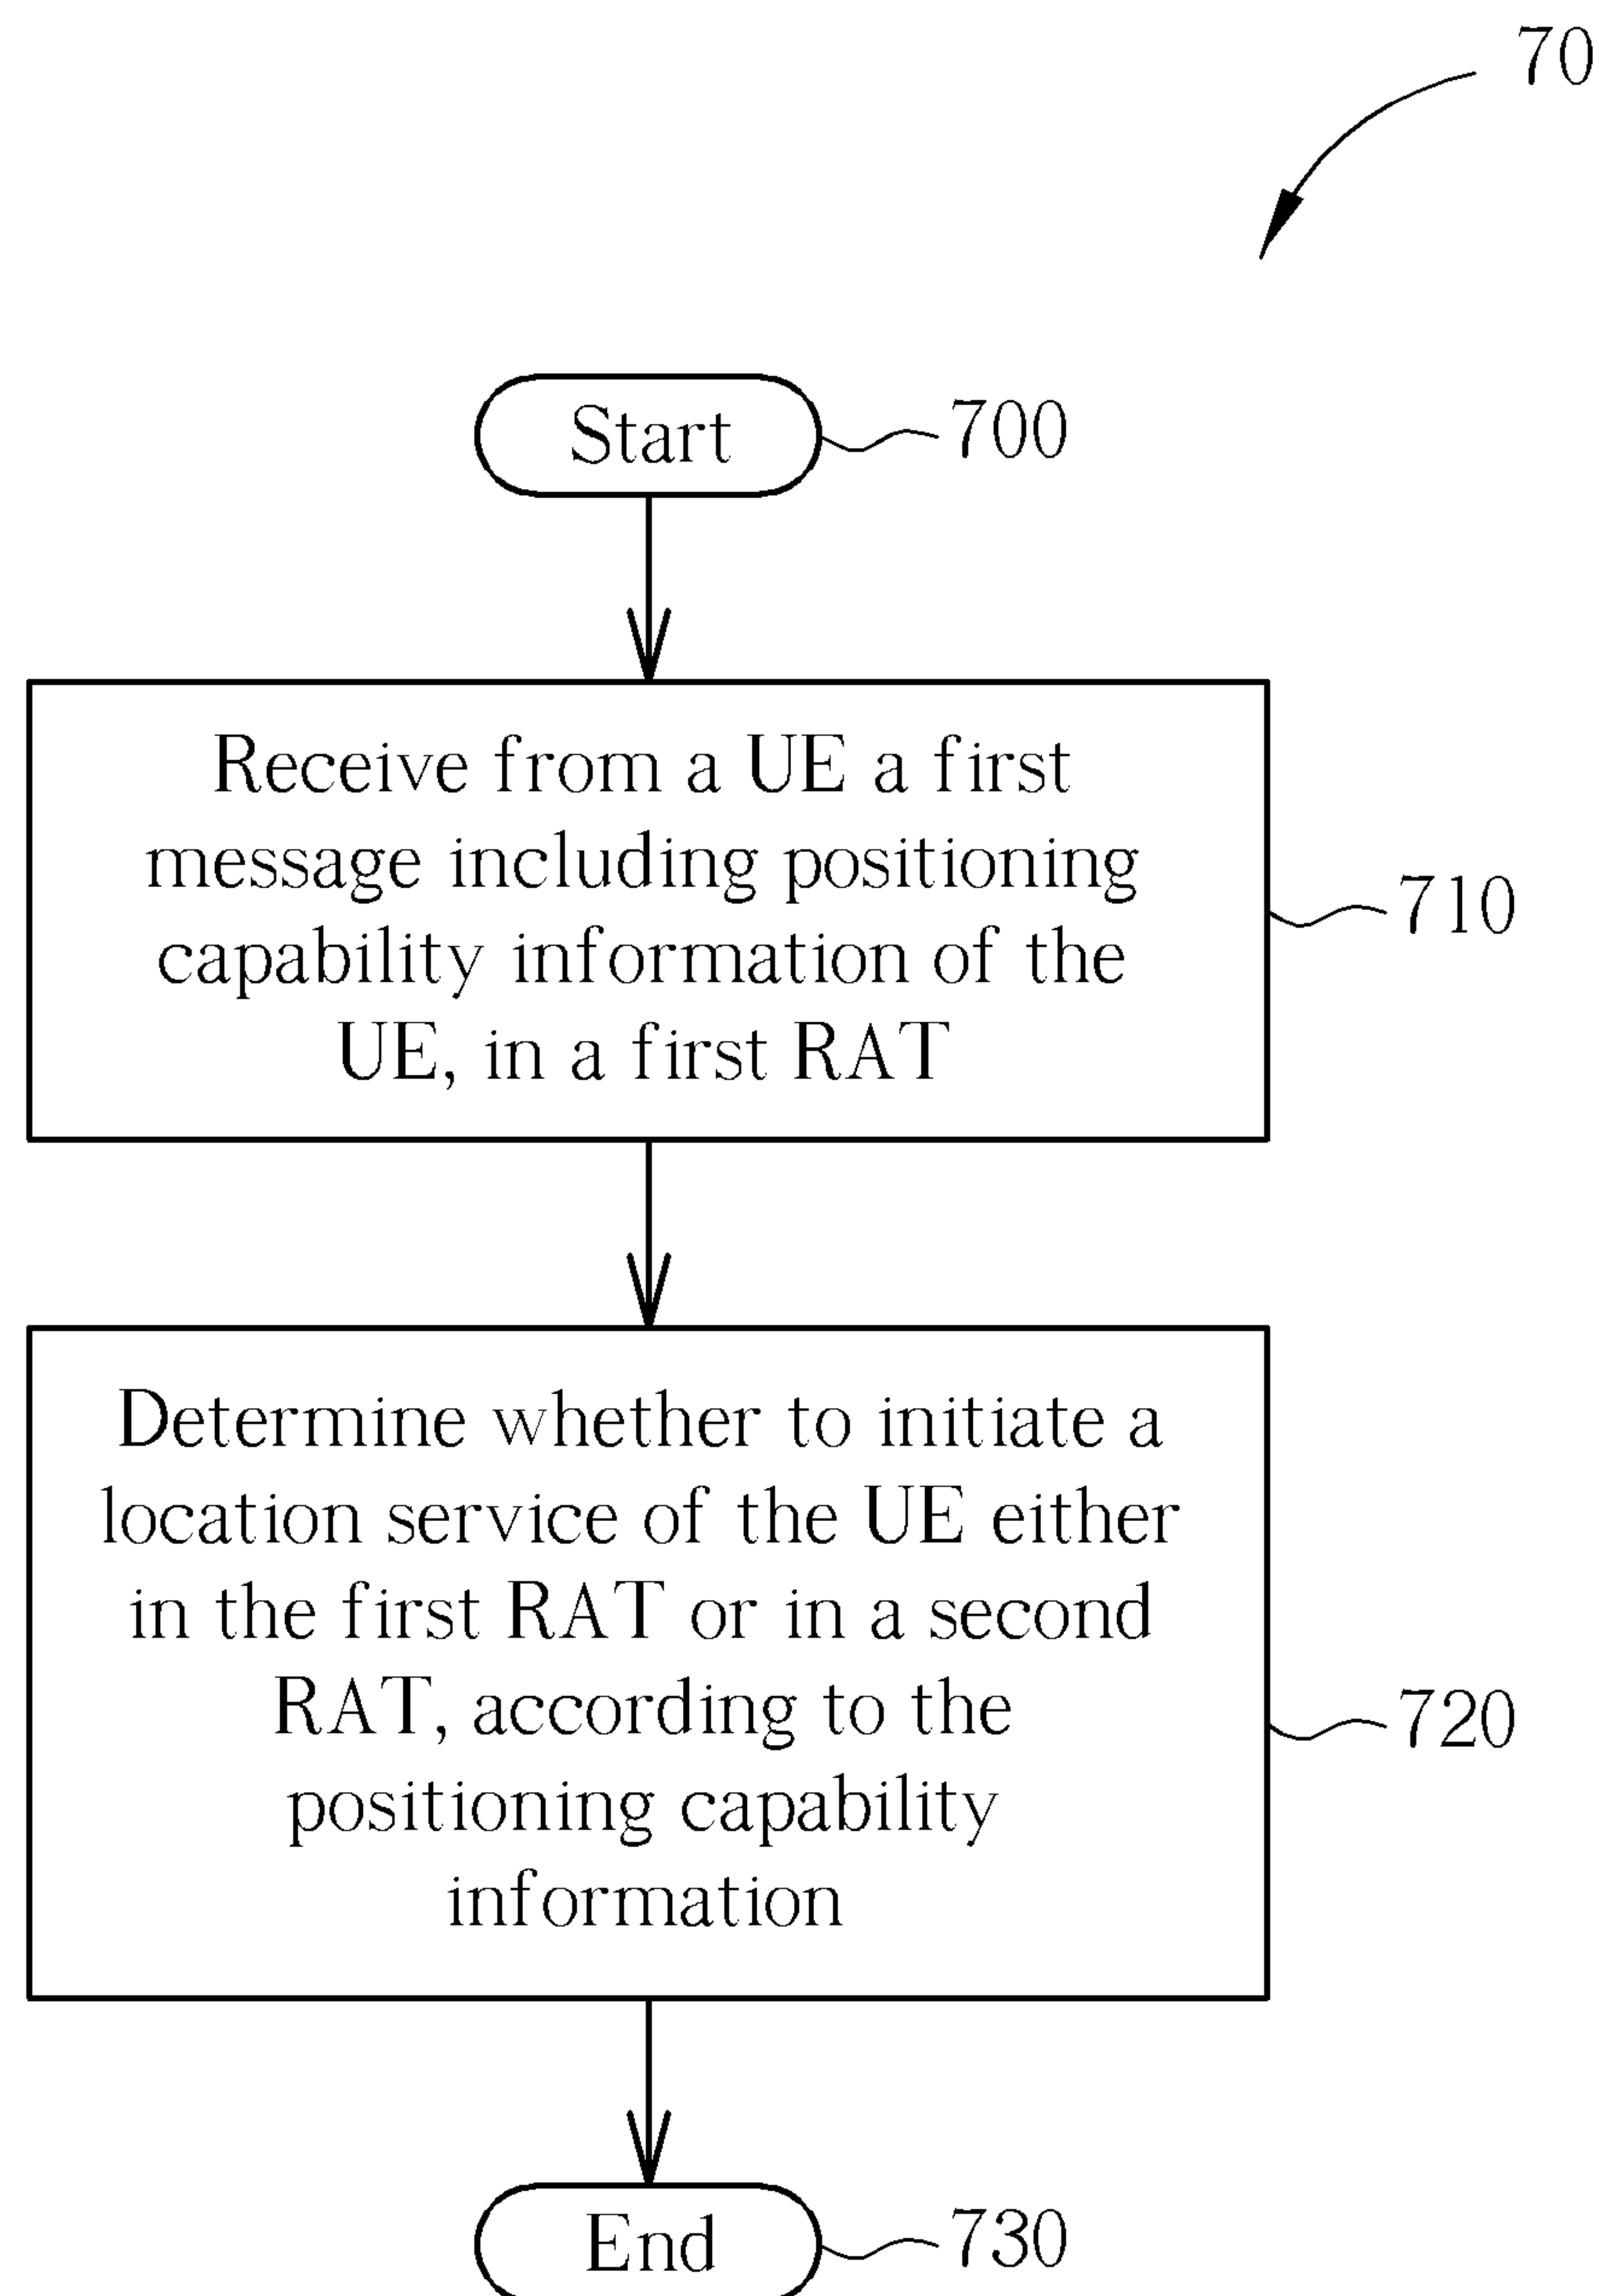 70
Start
700
Receive from a UE a first
message including positioning
capability information of the
UE, in a first RAT
710
Determine whether to initiate a
location service of the UE either
in the first RAT or in a second
RAT, according to the
positioning capability
information
720
End
730